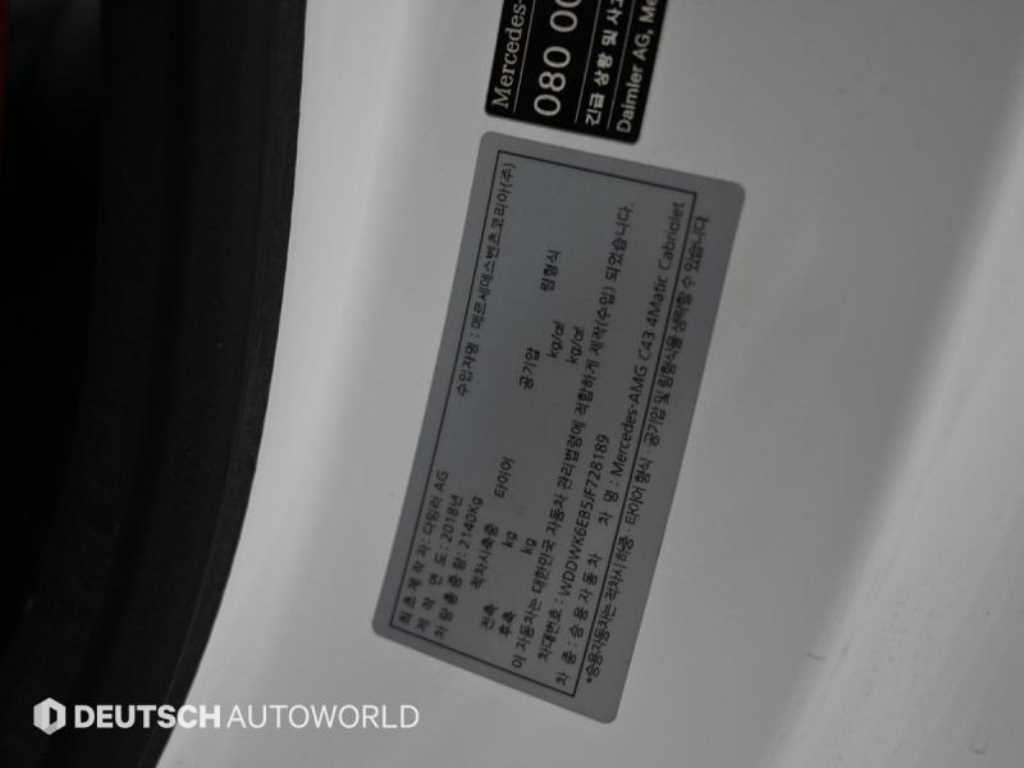 Mercedes-
080 00
긴급 상황 및 사고
Daimler AG, Me
최초 제작자: 다임러 AG 수입자명 : 메르세데스벤츠코리아(주)
제 작 연 도 : 2018년
차량총중량: 2140Kg
적차시축중 타이어 공기압 림형식
전축 kg kg/㎠
후축 kg kg/㎠
이 자동차는 대한민국 자동차 관리법령에 적합하게 제작(수입) 되었습니다.
차대번호 : WDDWK6EB5JF728189
차 종 : 승 용 자 동 차 차 명 : Mercedes-AMG C43 4Matic Cabriolet
*승용자동차는 적차시 하중 · 타이어 형식 · 공기압 및 림형식을 생략할 수 있습니다
DEUTSCH AUTOWORLD